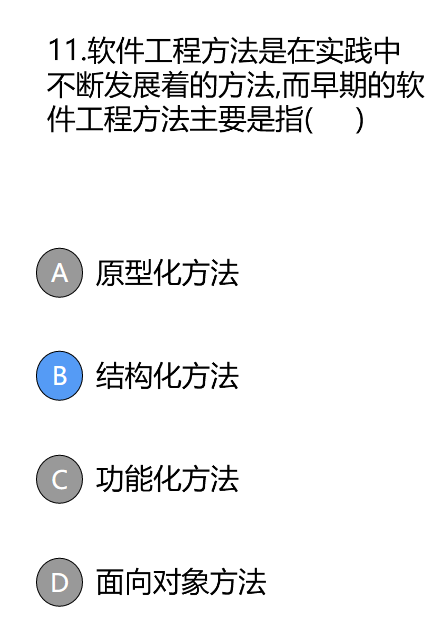 11.软件工程方法是在实践中
不断发展着的方法,而早期的软
件工程方法主要是指(　)
A 原型化方法
B 结构化方法
C 功能化方法
D 面向对象方法